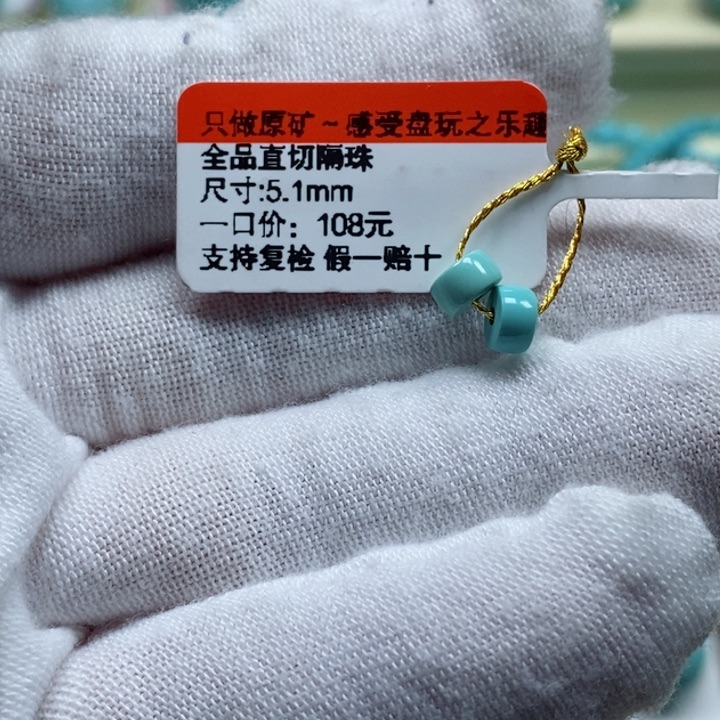 只做原矿~感受盘玩之乐趣
全品直切隔珠
尺寸:5.1mm
一口价：108元
支持复检 假一赔十